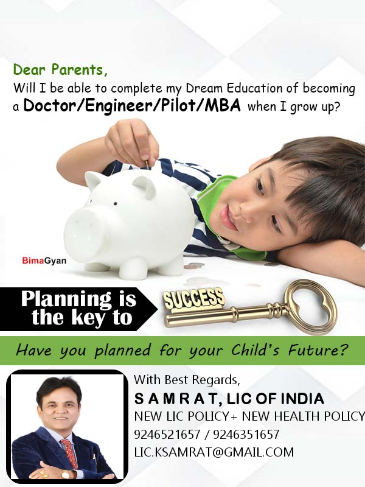 Dear Parents,
Will I be able to complete my Dream Education of becoming
a Doctor/Engineer/Pilot/MBA when I grow up?
BimaGyan
Planning is
the key to
SUCCESS
Have you planned for your Child's Future?
With Best Regards,
S A M R A T, LIC OF INDIA
NEW LIC POLICY+ NEW HEALTH POLICY
9246521657 / 9246351657
LIC.KSAMRAT@GMAIL.COM